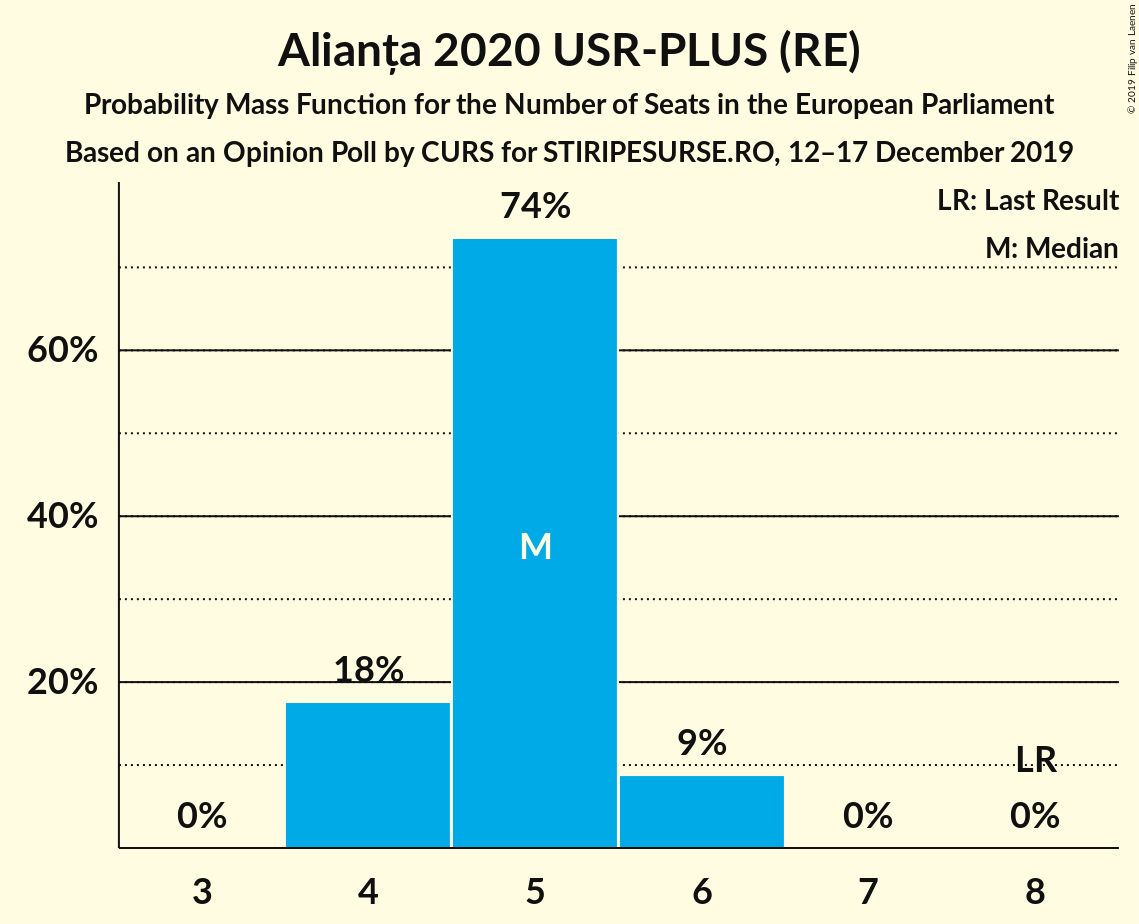 Alianța 2020 USR-PLUS (RE)
Probability Mass Function for the Number of Seats in the European Parliament
Based on an Opinion Poll by CURS for STIRIPESURSE.RO, 12–17 December 2019
© 2019 Filip van Laenen
LR: Last Result
M: Median
74%
60%
40%
M
20%
18%
9%
LR
0%
0%
0%
3 4 5 6 7 8